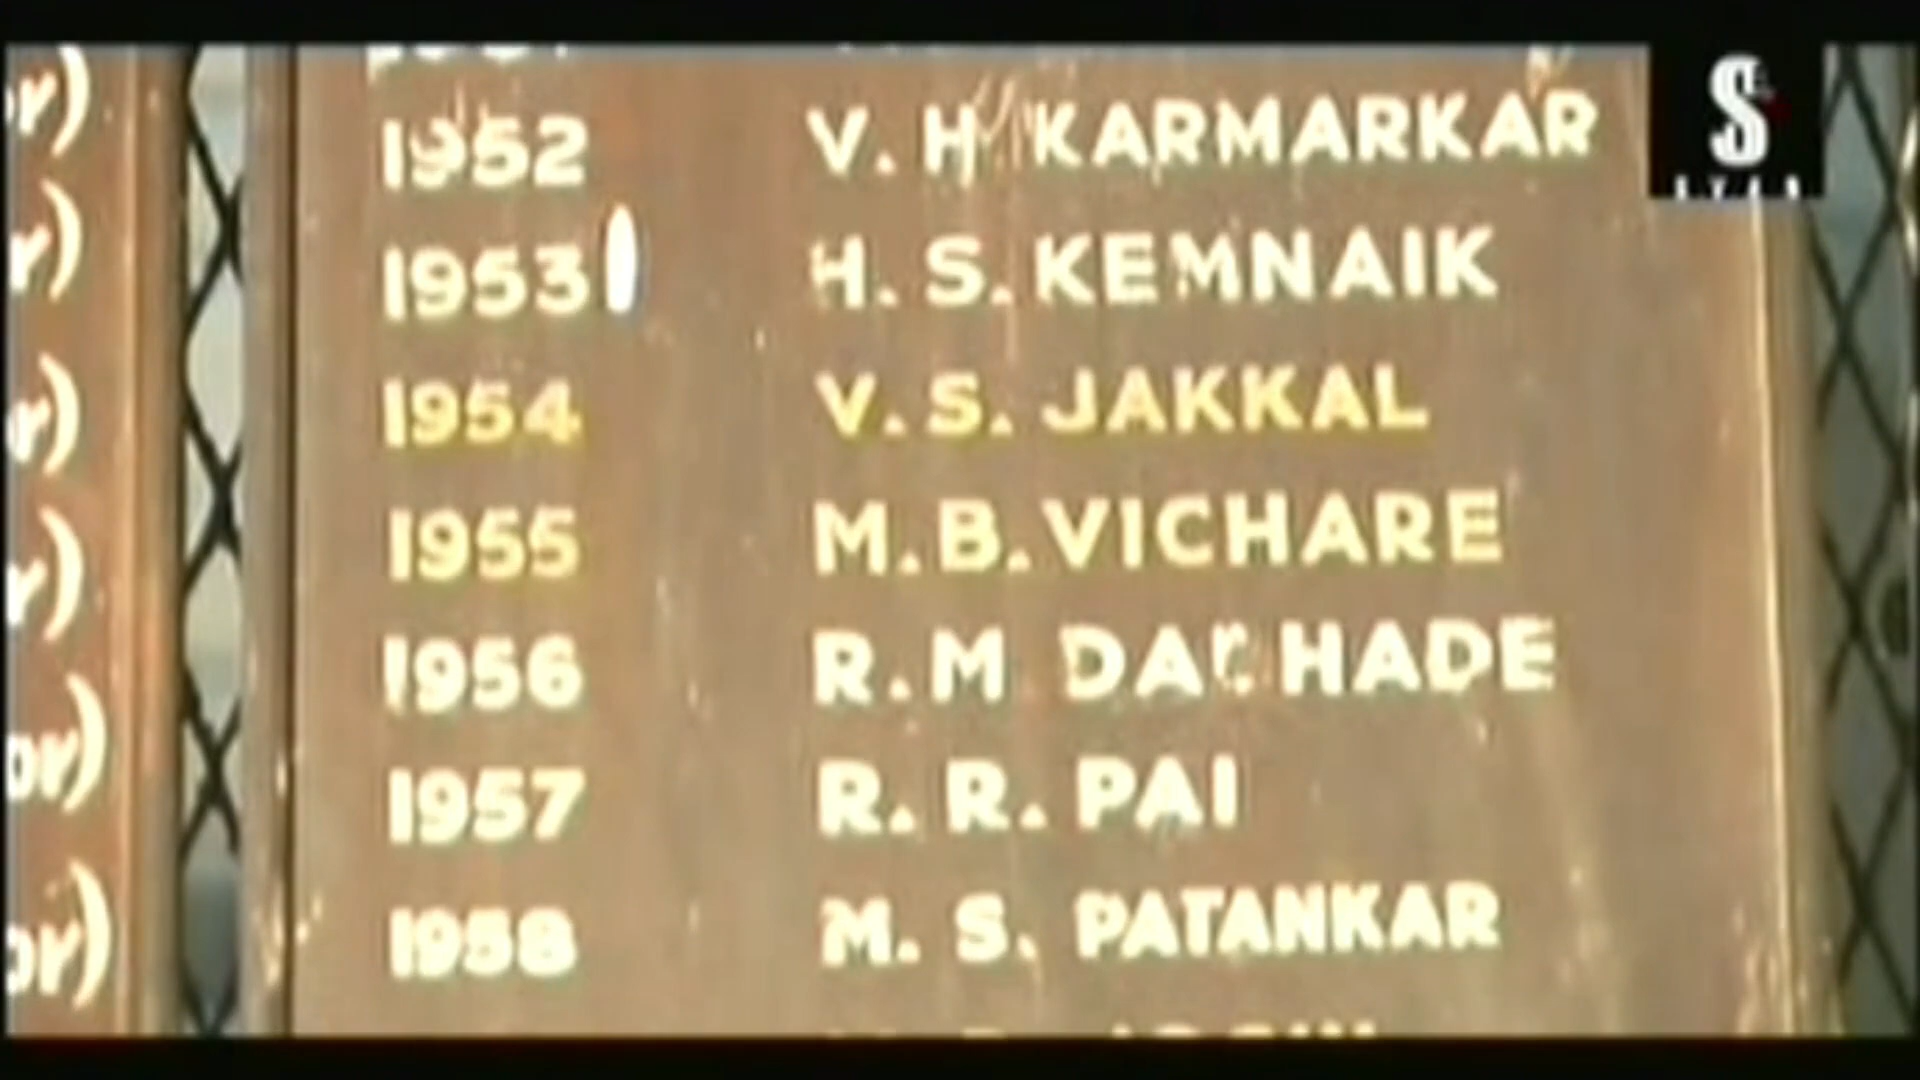 1952 V. H. KARMARKAR
1953 H. S. KEMNAIK
1954 V. S. JAKKAL
1955 M. B. VICHARE
1956 R. M
1957 R. R. PAI
1958 M. S. PATANKAR
S